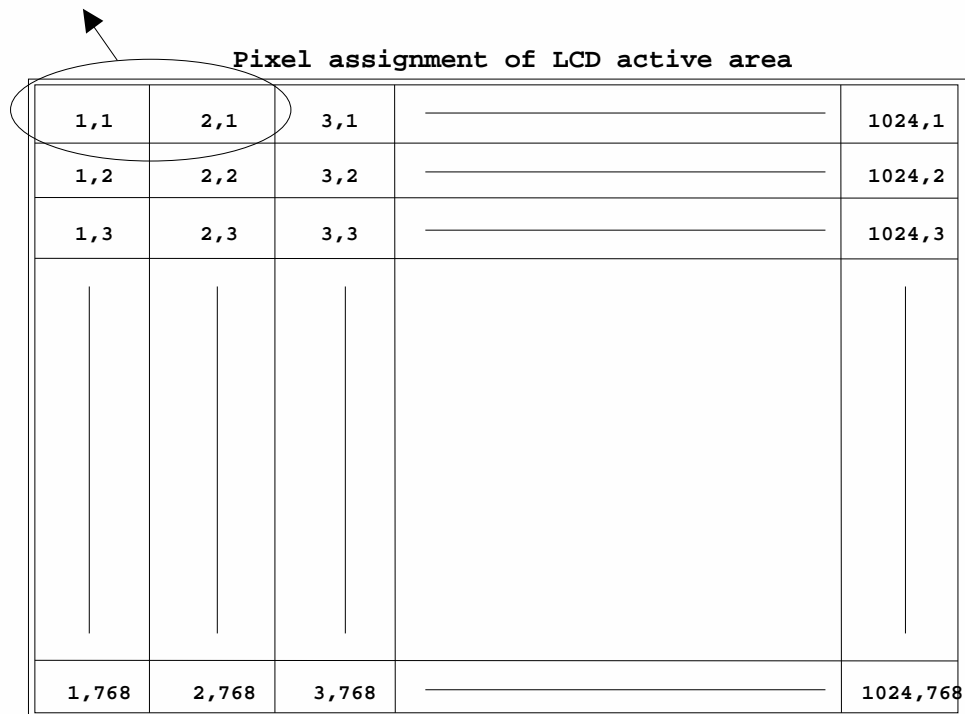 Pixel assignment of LCD active area
1,1 2,1 3,1 1024,1
1,2 2,2 3,2 1024,2
1,3 2,3 3,3 1024,3
1,768 2,768 3,768 1024,768